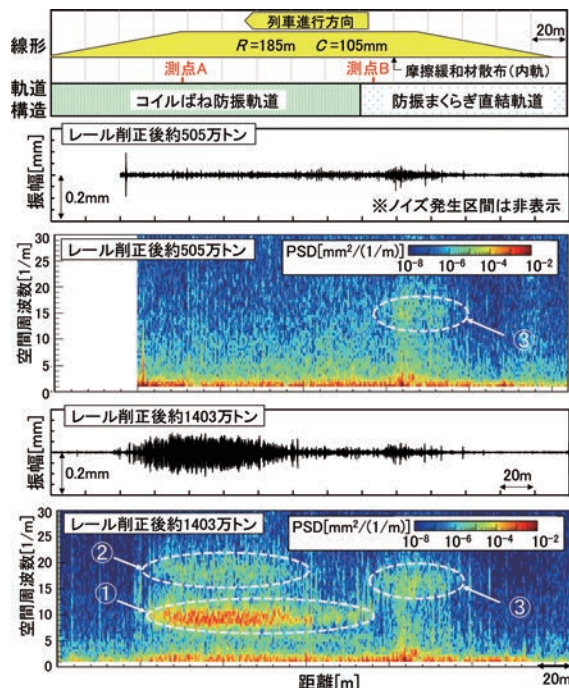 列車進行方向
20m
線形
R=185m C=105mm
測点A
測点B
摩擦緩和材散布(内軌)
軌道構造
コイルばね防振軌道
防振まくらぎ直結軌道
レール削正後約505万トン
振幅[mm]
0.2mm
※ノイズ発生区間は非表示
レール削正後約505万トン
PSD[mm²/(1/m)]
10⁻⁸ 10⁻⁶ 10⁻⁴ 10⁻²
空間周波数[1/m]
30
25
20
15
10
5
0
③
レール削正後約1403万トン
振幅[mm]
0.2mm
20m
レール削正後約1403万トン
PSD[mm²/(1/m)]
10⁻⁸ 10⁻⁶ 10⁻⁴ 10⁻²
空間周波数[1/m]
30
25
20
15
10
5
0
②
①
③
距離[m]
20m